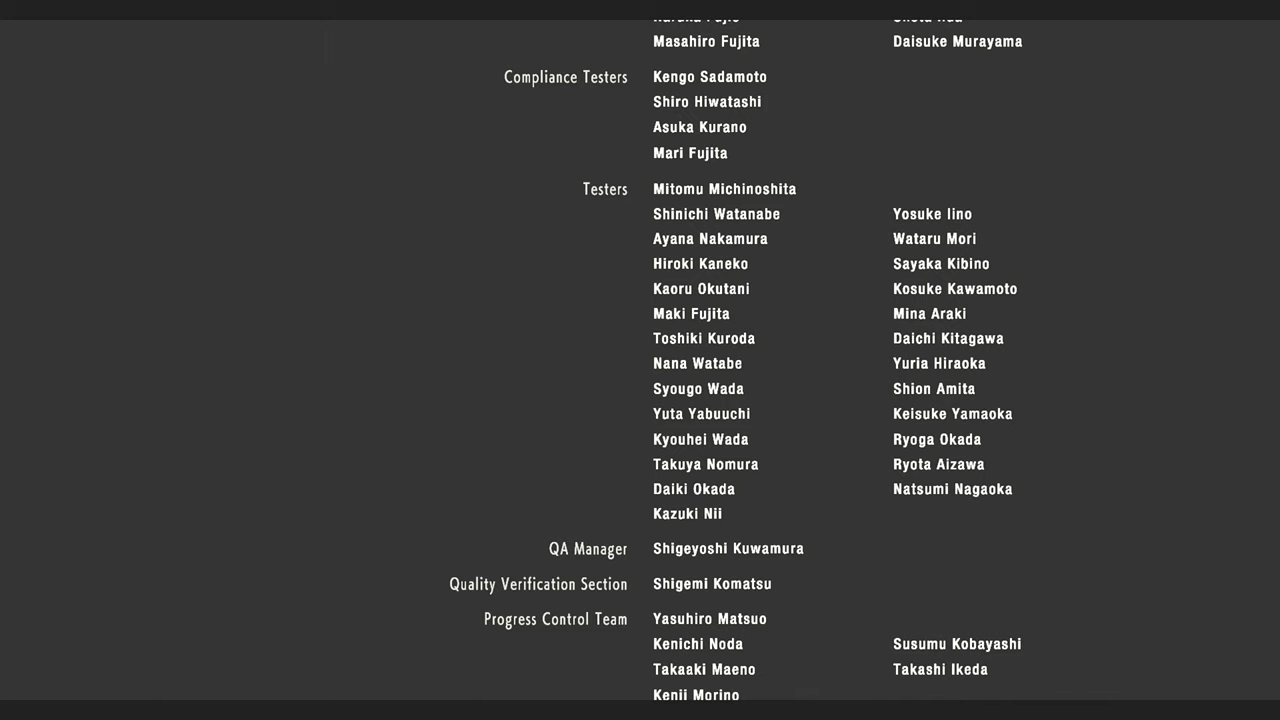 Masahiro Fujita Daisuke Murayama
Compliance Testers Kengo Sadamoto
Shiro Hiwatashi
Asuka Kurano
Mari Fujita
Testers Mitomu Michinoshita
Shinichi Watanabe Yosuke Iino
Ayana Nakamura Wataru Mori
Hiroki Kaneko Sayaka Kibino
Kaoru Okutani Kosuke Kawamoto
Maki Fujita Mina Araki
Toshiki Kuroda Daichi Kitagawa
Nana Watabe Yuria Hiraoka
Syougo Wada Shion Amita
Yuta Yabuuchi Keisuke Yamaoka
Kyouhei Wada Ryoga Okada
Takuya Nomura Ryota Aizawa
Daiki Okada Natsumi Nagaoka
Kazuki Nii
QA Manager Shigeyoshi Kuwamura
Quality Verification Section Shigemi Komatsu
Progress Control Team Yasuhiro Matsuo
Kenichi Noda Susumu Kobayashi
Takaaki Maeno Takashi Ikeda
Kenji Morino